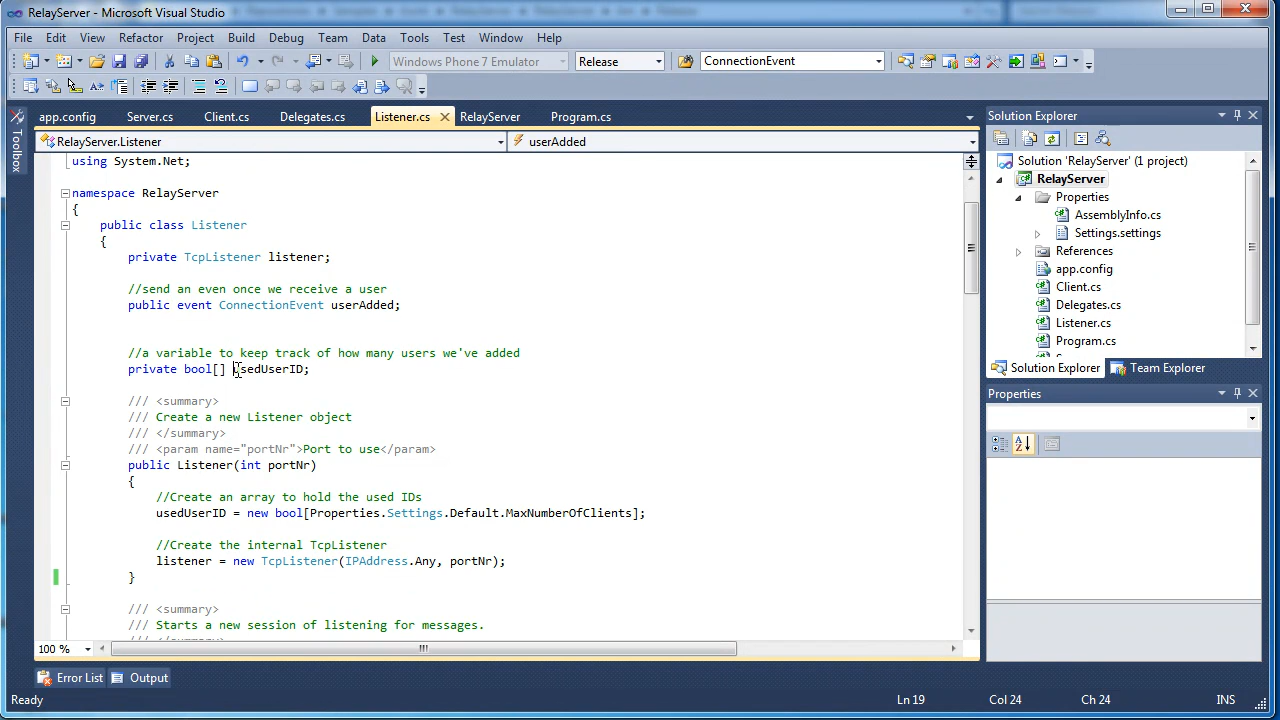 RelayServer - Microsoft Visual Studio
File Edit View Refactor Project Build Debug Team Data Tools Test Window Help
Windows Phone 7 Emulator Release ConnectionEvent
app.config Server.cs Client.cs Delegates.cs Listener.cs RelayServer Program.cs
RelayServer.Listener userAdded
using System.Net;
namespace RelayServer
{
public class Listener
{
private TcpListener listener;
//send an even once we receive a user
public event ConnectionEvent userAdded;
//a variable to keep track of how many users we've added
private bool[] usedUserID;
/// <summary>
/// Create a new Listener object
/// </summary>
/// <param name="portNr">Port to use</param>
public Listener(int portNr)
{
//Create an array to hold the used IDs
usedUserID = new bool[Properties.Settings.Default.MaxNumberOfClients];
//Create the internal TcpListener
listener = new TcpListener(IPAddress.Any, portNr);
}
/// <summary>
/// Starts a new session of listening for messages.
/// </summary>
100 %
Toolbox
Solution Explorer
Solution 'RelayServer' (1 project)
RelayServer
Properties
AssemblyInfo.cs
Settings.settings
References
app.config
Client.cs
Delegates.cs
Listener.cs
Program.cs
Solution Explorer Team Explorer
Properties
Error List Output
Ready Ln 19 Col 24 Ch 24 INS